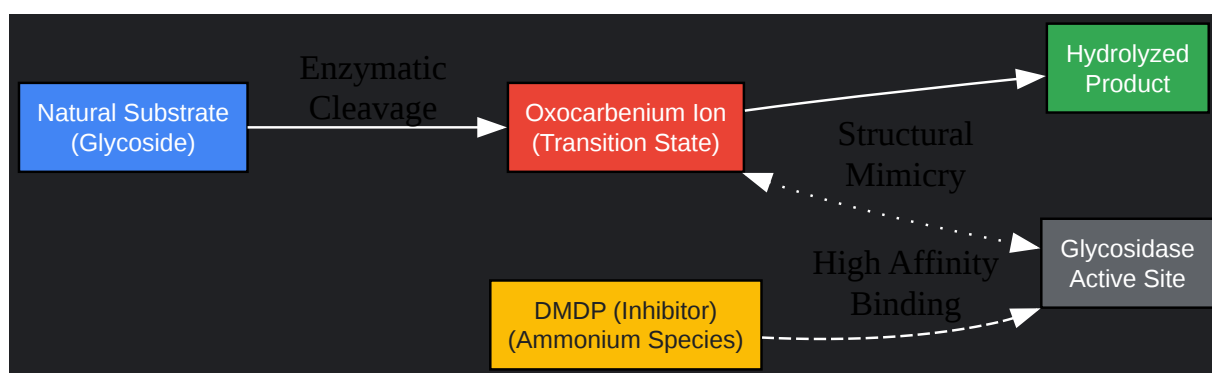 Natural Substrate
(Glycoside)
Enzymatic
Cleavage
Oxocarbenium Ion
(Transition State)
Hydrolyzed
Product
Structural
Mimicry
Glycosidase
Active Site
High Affinity
Binding
DMDP (Inhibitor)
(Ammonium Species)